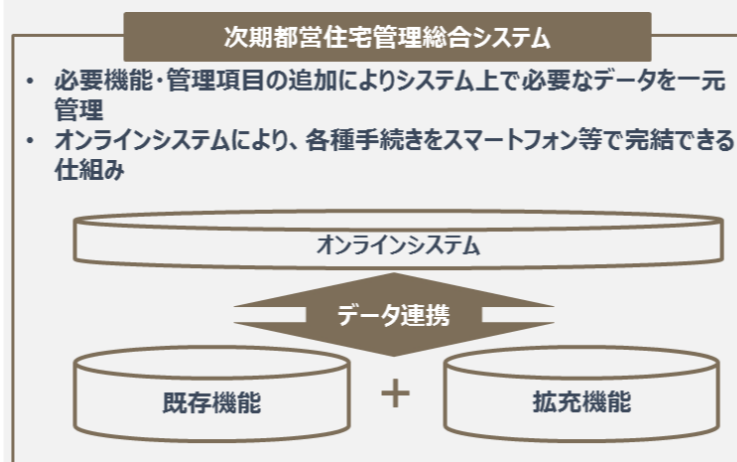 次期都営住宅管理総合システム
• 必要機能･管理項目の追加によりシステム上で必要なデータを一元
管理
• オンラインシステムにより、各種手続きをスマートフォン等で完結できる
仕組み
オンラインシステム
データ連携
既存機能 + 拡充機能